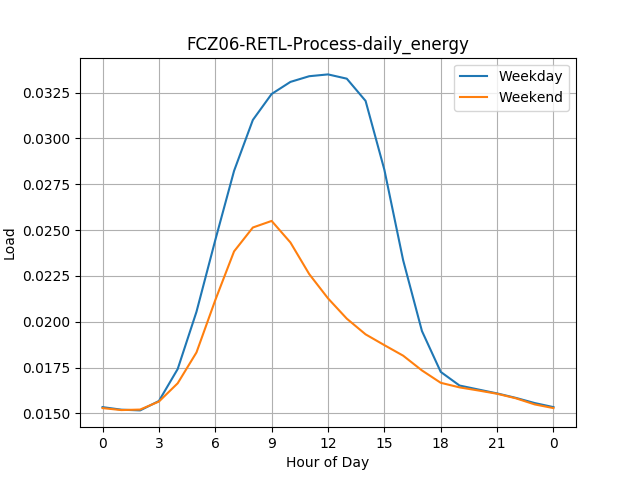 FCZ06-RETL-Process-daily_energy
Weekday
Weekend
0.0325
0.0300
0.0275
0.0250
0.0225
0.0200
0.0175
0.0150
Load
0 3 6 9 12 15 18 21 0
Hour of Day